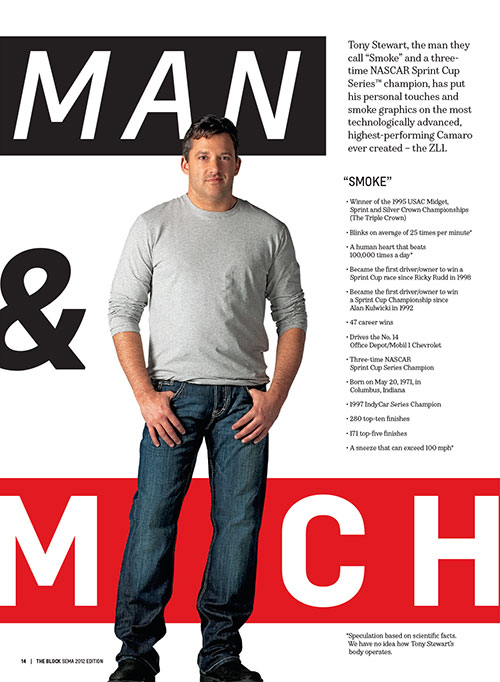 MAN
&
M CH
Tony Stewart, the man they
call “Smoke” and a three-
time NASCAR Sprint Cup
Series™ champion, has put
his personal touches and
smoke graphics on the most
technologically advanced,
highest-performing Camaro
ever created – the ZL1.
“SMOKE”
• Winner of the 1995 USAC Midget,
Sprint and Silver Crown Championships
(The Triple Crown)
• Blinks on average of 25 times per minute*
• A human heart that beats
100,000 times a day*
• Became the first driver/owner to win a
Sprint Cup race since Ricky Rudd in 1998
• Became the first driver/owner to win
a Sprint Cup Championship since
Alan Kulwicki in 1992
• 47 career wins
• Drives the No. 14
Office Depot/Mobil 1 Chevrolet
• Three-time NASCAR
Sprint Cup Series Champion
• Born on May 20, 1971, in
Columbus, Indiana
• 1997 IndyCar Series Champion
• 280 top-ten finishes
• 171 top-five finishes
• A sneeze that can exceed 100 mph*
*Speculation based on scientific facts.
We have no idea how Tony Stewart’s
body operates.
14 | THE BLOCK SEMA 2012 EDITION